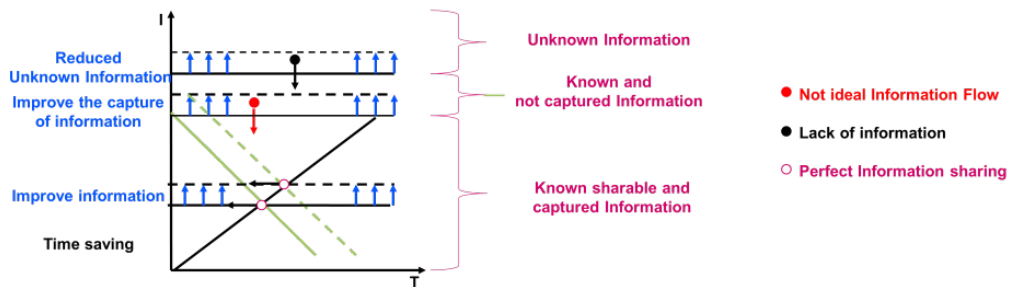 I
Reduced
Unknown Information
Improve the capture
of information
Improve information
Time saving
T
Unknown Information
Known and
not captured Information
Known sharable and
captured Information
Not ideal Information Flow
Lack of information
Perfect Information sharing